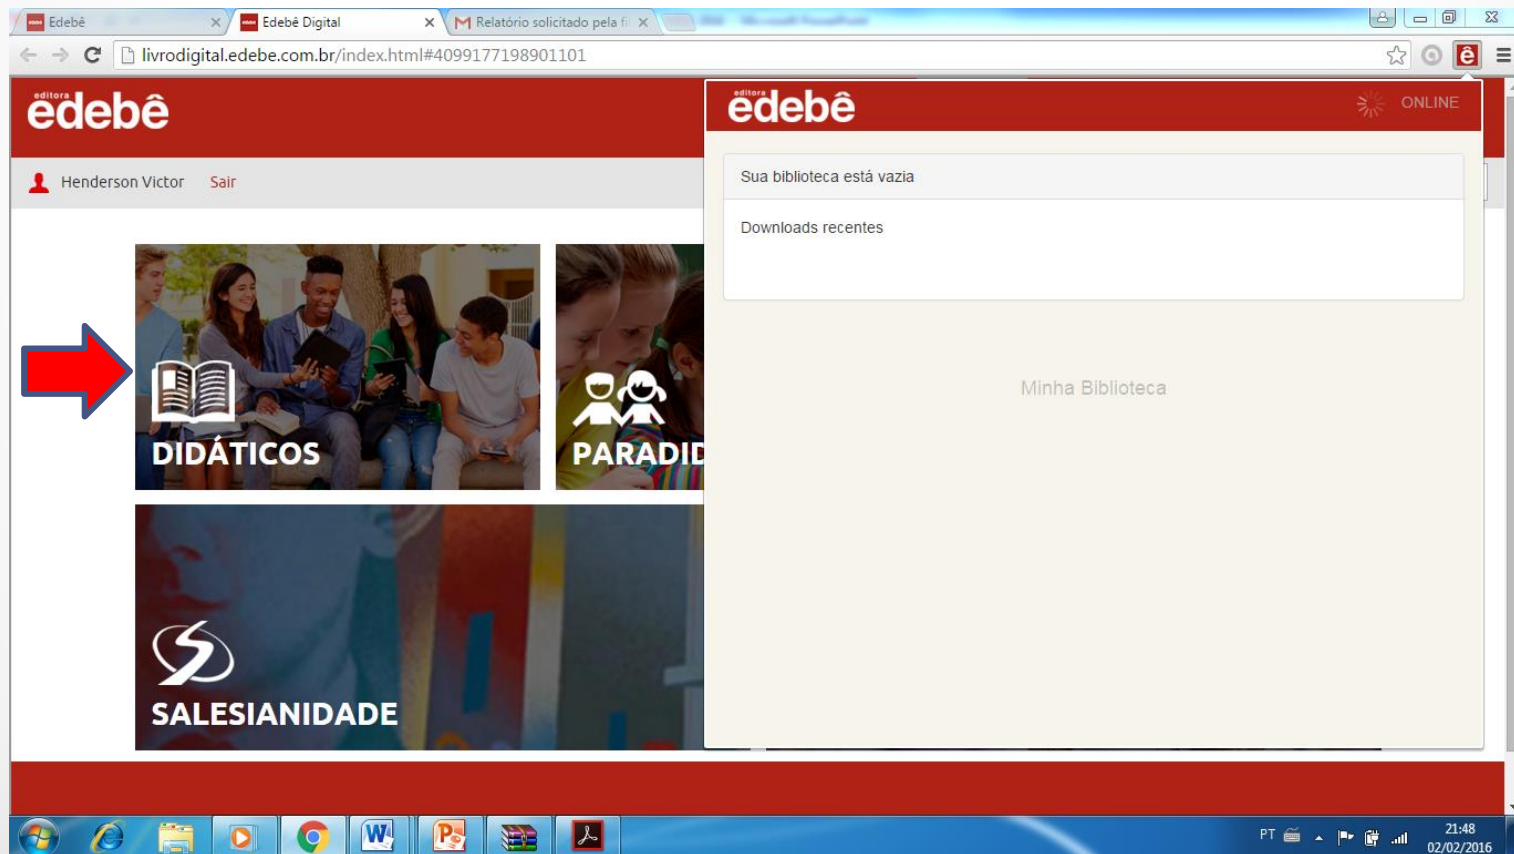 Edebê
Edebê Digital
Relatório solicitado pela fi
livrodigital.edebe.com.br/index.html#4099177198901101
ê
editora
edebê
editora
edebê
ONLINE
Henderson Victor Sair
Sua biblioteca está vazia
Downloads recentes
Minha Biblioteca
DIDÁTICOS
PARADID
SALESIANIDADE
PT
21:48
02/02/2016